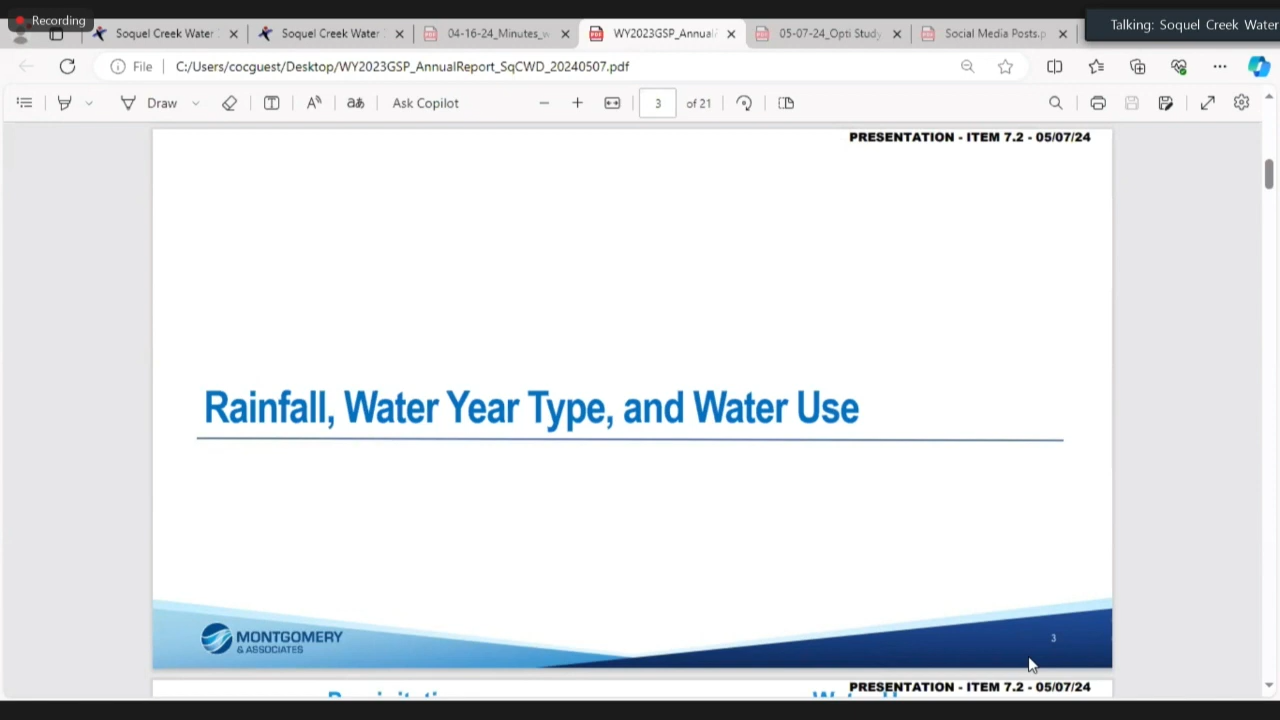 Recording
Talking: Soquel Creek Water
Soquel Creek Water
Soquel Creek Water
04-16-24_Minutes_w
WY2023GSP_Annual
05-07-24_Opti Study
Social Media Posts.p
File
C:/Users/cocguest/Desktop/WY2023GSP_AnnualReport_SqCWD_20240507.pdf
Draw
Ask Copilot
3
of 21
PRESENTATION - ITEM 7.2 - 05/07/24
Rainfall, Water Year Type, and Water Use
MONTGOMERY
& ASSOCIATES
3
PRESENTATION - ITEM 7.2 - 05/07/24